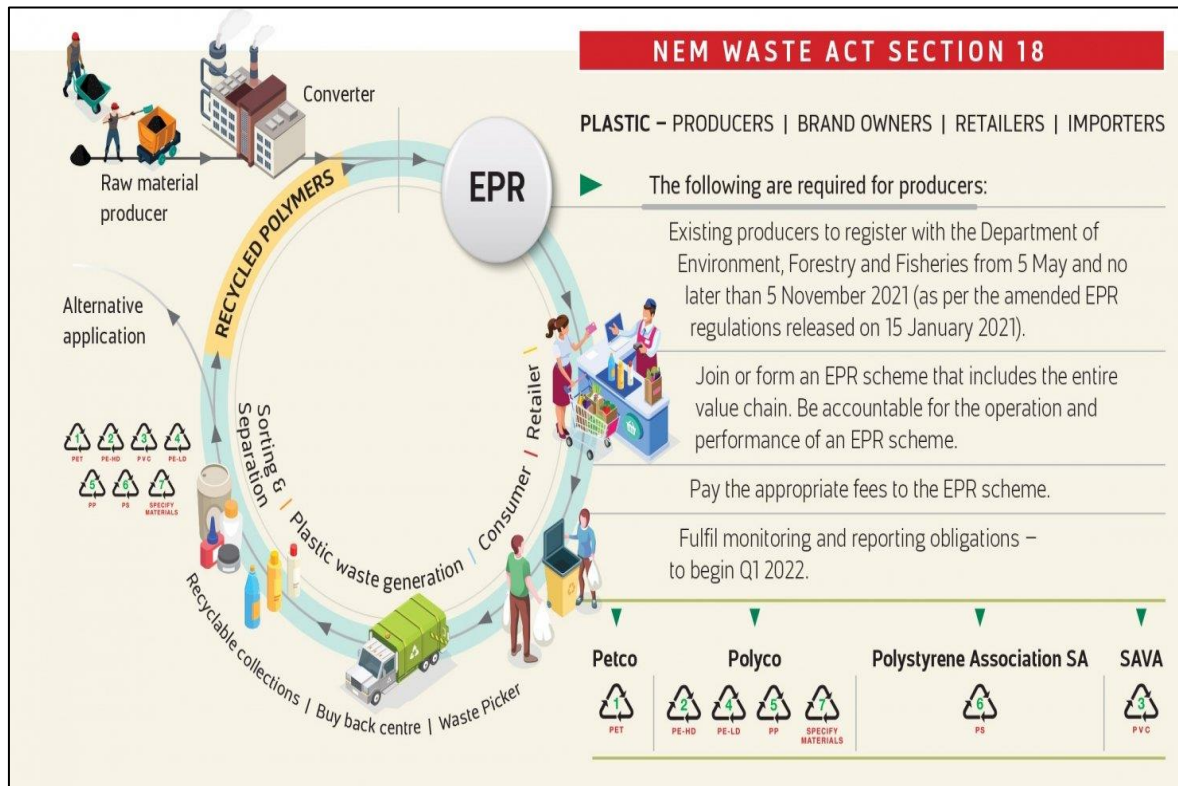 NEM WASTE ACT SECTION 18
PLASTIC – PRODUCERS | BRAND OWNERS | RETAILERS | IMPORTERS
The following are required for producers:
Existing producers to register with the Department of
Environment, Forestry and Fisheries from 5 May and no
later than 5 November 2021 (as per the amended EPR
regulations released on 15 January 2021).
Join or form an EPR scheme that includes the entire
value chain. Be accountable for the operation and
performance of an EPR scheme.
Pay the appropriate fees to the EPR scheme.
Fulfil monitoring and reporting obligations –
to begin Q1 2022.
Petco
1
PET
Polyco
2
PE-HD
4
PE-LD
5
PP
7
SPECIFY
MATERIALS
Polystyrene Association SA
6
PS
SAVA
3
PVC
Raw material
producer
Converter
EPR
RECYCLED POLYMERS
Alternative
application
1
PET
2
PE-HD
3
PVC
4
PE-LD
5
PP
6
PS
7
SPECIFY
MATERIALS
Sorting &
Separation | Plastic waste generation | Consumer | Retailer |
Recyclable collections | Buy back centre | Waste Picker